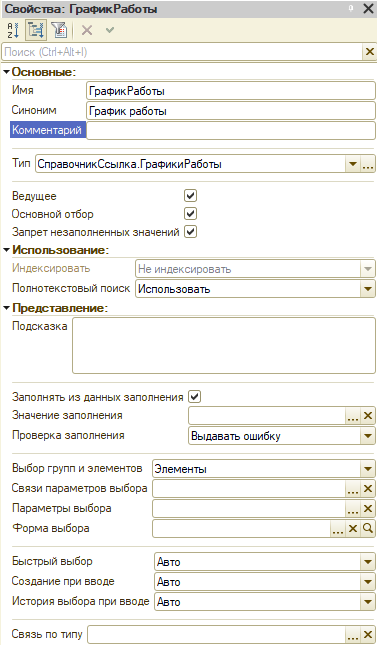 Свойства: ГрафикРаботы
Поиск (Ctrl+Alt+I)
Основные:
Имя ГрафикРаботы
Синоним График работы
Комментарий
Тип СправочникСсылка.ГрафикиРаботы
Ведущее
Основной отбор
Запрет незаполненных значений
Использование:
Индексировать Не индексировать
Полнотекстовый поиск Использовать
Представление:
Подсказка
Заполнять из данных заполнения
Значение заполнения
Проверка заполнения Выдавать ошибку
Выбор групп и элементов Элементы
Связи параметров выбора
Параметры выбора
Форма выбора
Быстрый выбор Авто
Создание при вводе Авто
История выбора при вводе Авто
Связь по типу